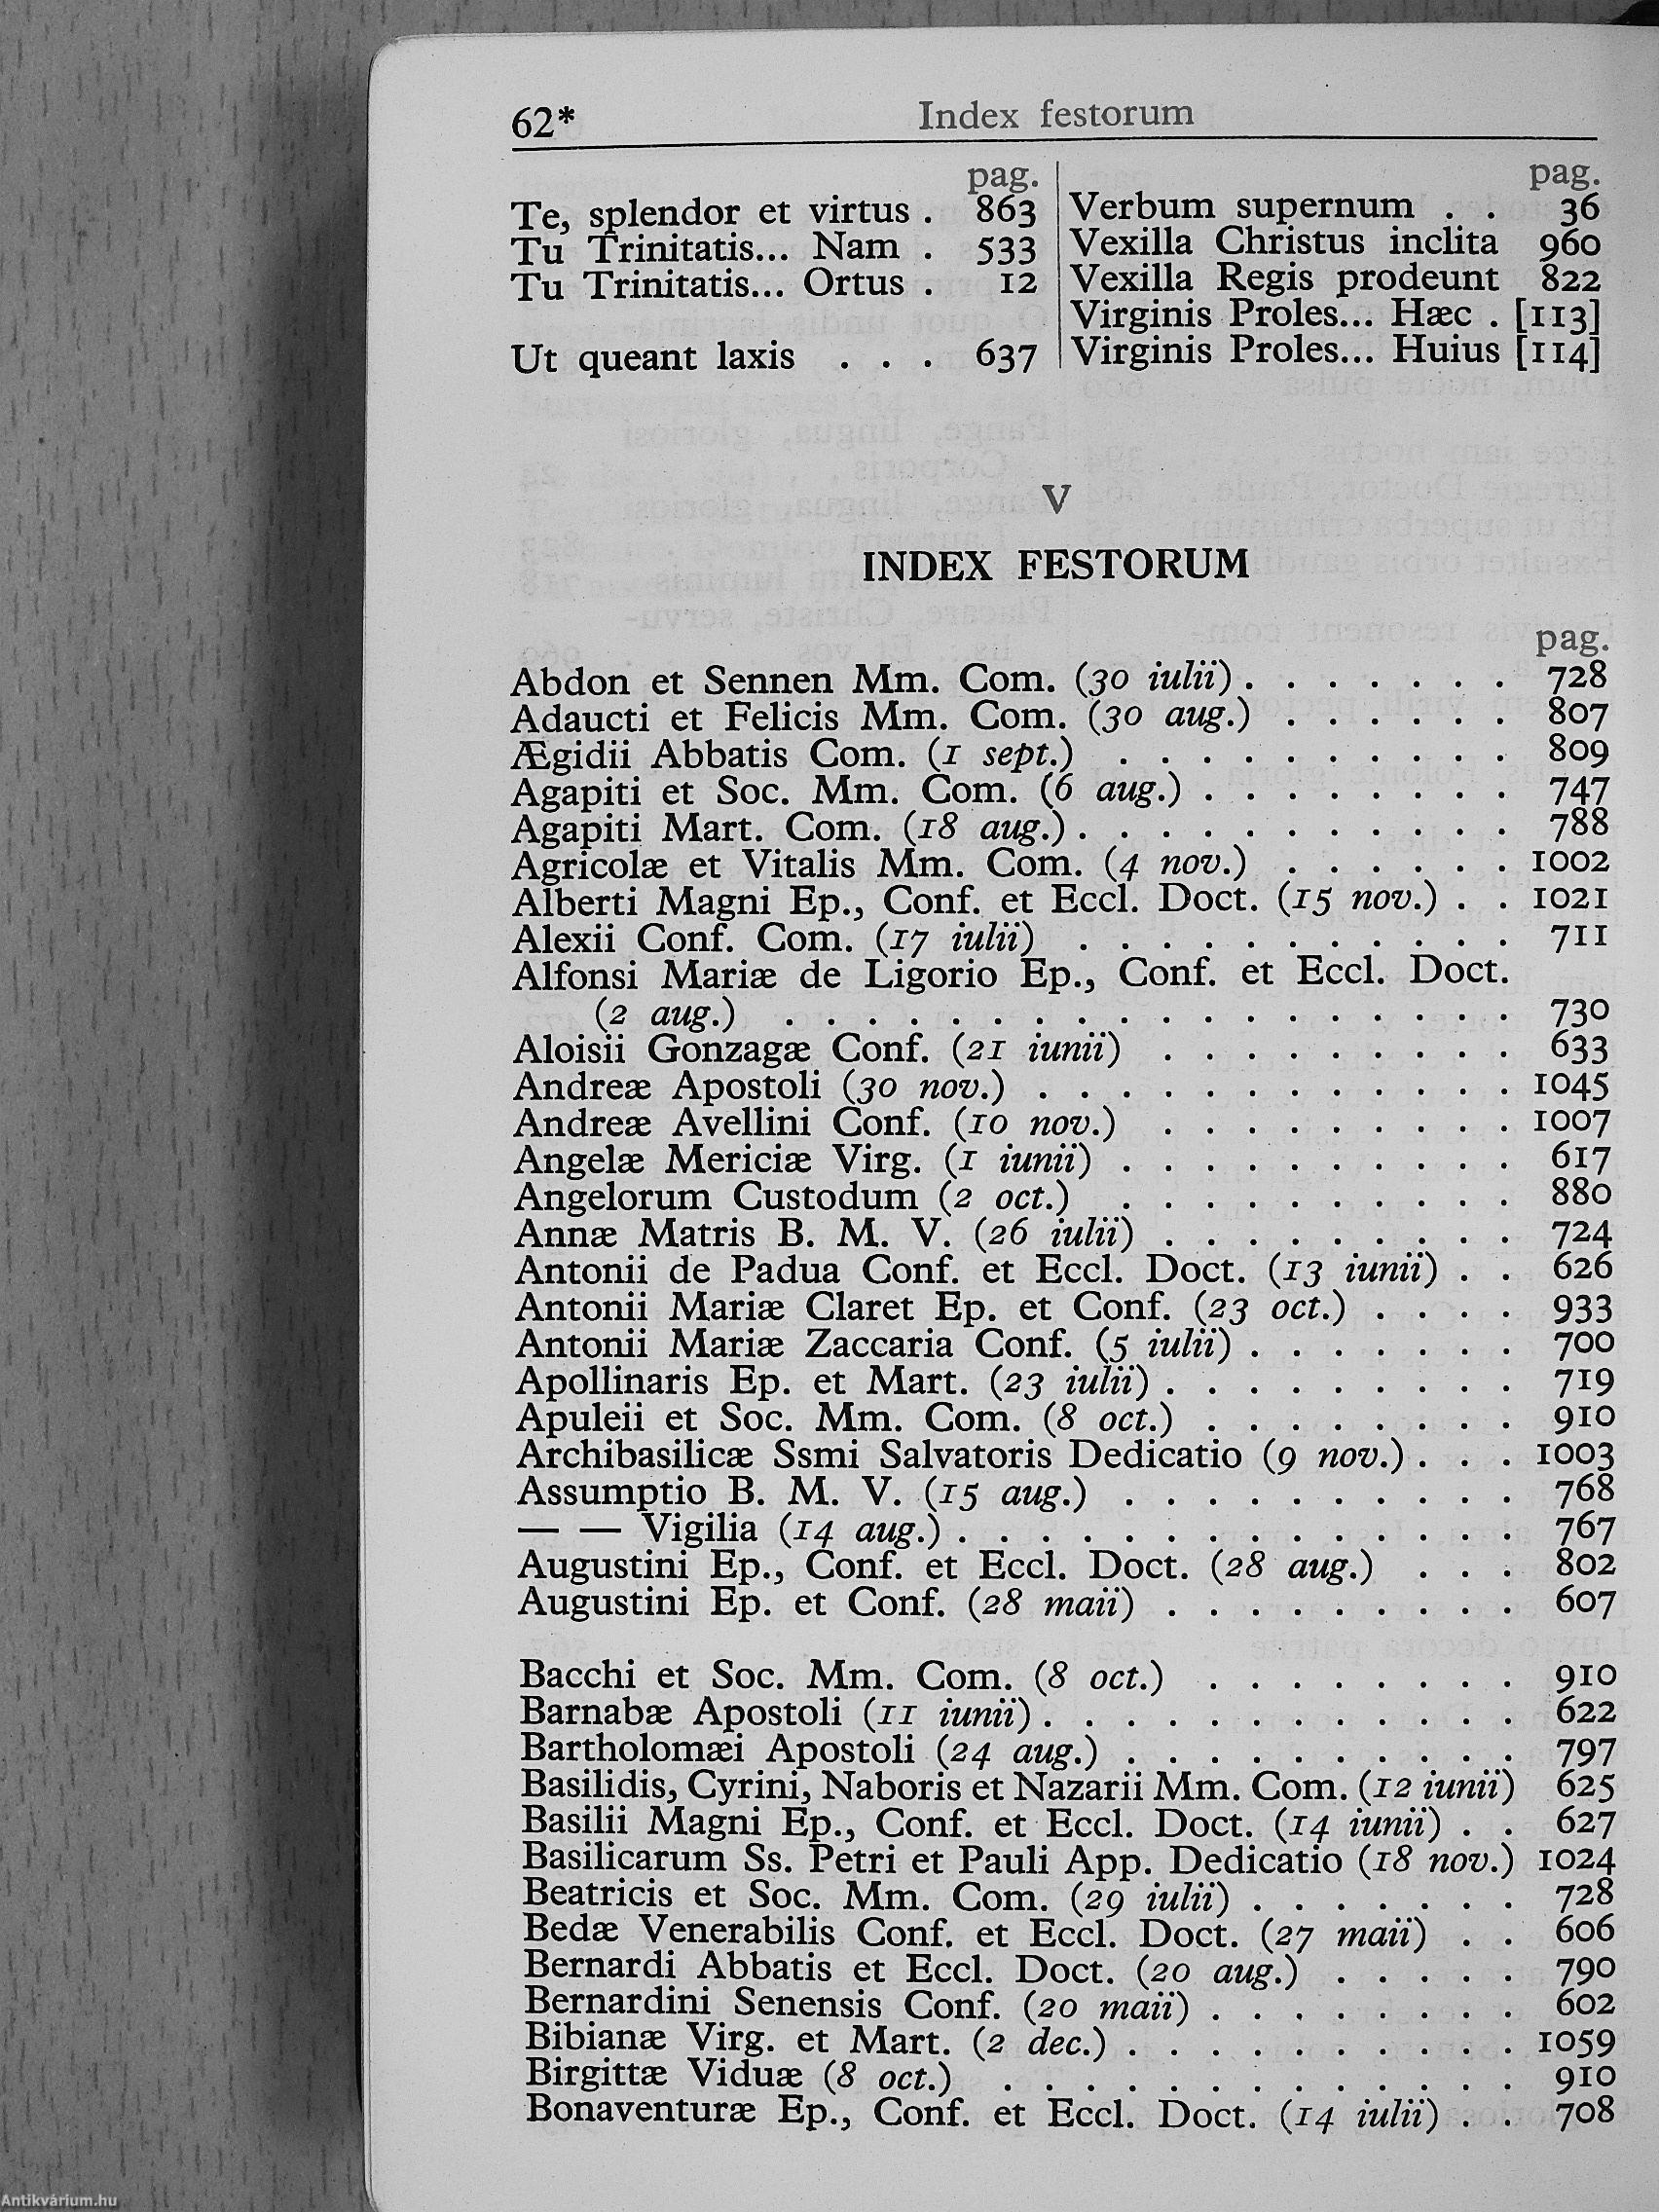 62*
Index festorum
pag.
Te, splendor et virtus . 863
Tu Trinitatis... Nam . 533
Tu Trinitatis... Ortus . 12
Ut queant laxis . . . 637
pag.
Verbum supernum . . 36
Vexilla Christus inclita 960
Vexilla Regis prodeunt 822
Virginis Proles... Hæc . [113]
Virginis Proles... Huius [114]
V
INDEX FESTORUM
pag.
Abdon et Sennen Mm. Com. (30 iulii) . . . . . . . 728
Adaucti et Felicis Mm. Com. (30 aug.) . . . . . . 807
Ægidii Abbatis Com. (1 sept.) . . . . . . . . . . 809
Agapiti et Soc. Mm. Com. (6 aug.) . . . . . . . . 747
Agapiti Mart. Com. (18 aug.) . . . . . . . . . . . 788
Agricolæ et Vitalis Mm. Com. (4 nov.) . . . . . . 1002
Alberti Magni Ep., Conf. et Eccl. Doct. (15 nov.) . . 1021
Alexii Conf. Com. (17 iulii) . . . . . . . . . . . 711
Alfonsi Mariæ de Ligorio Ep., Conf. et Eccl. Doct.
(2 aug.) . . . . . . . . . . . . . . . . . . 730
Aloisii Gonzagæ Conf. (21 iunii) . . . . . . . . . 633
Andreæ Apostoli (30 nov.) . . . . . . . . . . . . 1045
Andreæ Avellini Conf. (10 nov.) . . . . . . . . . 1007
Angelæ Mericiæ Virg. (1 iunii) . . . . . . . . . . 617
Angelorum Custodum (2 oct.) . . . . . . . . . . 880
Annæ Matris B. M. V. (26 iulii) . . . . . . . . . 724
Antonii de Padua Conf. et Eccl. Doct. (13 iunii) . . 626
Antonii Mariæ Claret Ep. et Conf. (23 oct.) . . . . 933
Antonii Mariæ Zaccaria Conf. (5 iulii) . . . . . . . 700
Apollinaris Ep. et Mart. (23 iulii) . . . . . . . . . 719
Apuleii et Soc. Mm. Com. (8 oct.) . . . . . . . . 910
Archibasilicæ Ssmi Salvatoris Dedicatio (9 nov.) . . . 1003
Assumptio B. M. V. (15 aug.) . . . . . . . . . . 768
— — Vigilia (14 aug.) . . . . . . . . . . . . . . 767
Augustini Ep., Conf. et Eccl. Doct. (28 aug.) . . . 802
Augustini Ep. et Conf. (28 maii) . . . . . . . . . 607
Bacchi et Soc. Mm. Com. (8 oct.) . . . . . . . . 910
Barnabæ Apostoli (11 iunii) . . . . . . . . . . . . 622
Bartholomæi Apostoli (24 aug.) . . . . . . . . . . 797
Basilidis, Cyrini, Naboris et Nazarii Mm. Com. (12 iunii) 625
Basilii Magni Ep., Conf. et Eccl. Doct. (14 iunii) . . 627
Basilicarum Ss. Petri et Pauli App. Dedicatio (18 nov.) 1024
Beatricis et Soc. Mm. Com. (29 iulii) . . . . . . . 728
Bedæ Venerabilis Conf. et Eccl. Doct. (27 maii) . . 606
Bernardi Abbatis et Eccl. Doct. (20 aug.) . . . . . 790
Bernardini Senensis Conf. (20 maii) . . . . . . . . 602
Bibianæ Virg. et Mart. (2 dec.) . . . . . . . . . . 1059
Birgittæ Viduæ (8 oct.) . . . . . . . . . . . . . 910
Bonaventuræ Ep., Conf. et Eccl. Doct. (14 iulii) . . 708
Antikvárium.hu